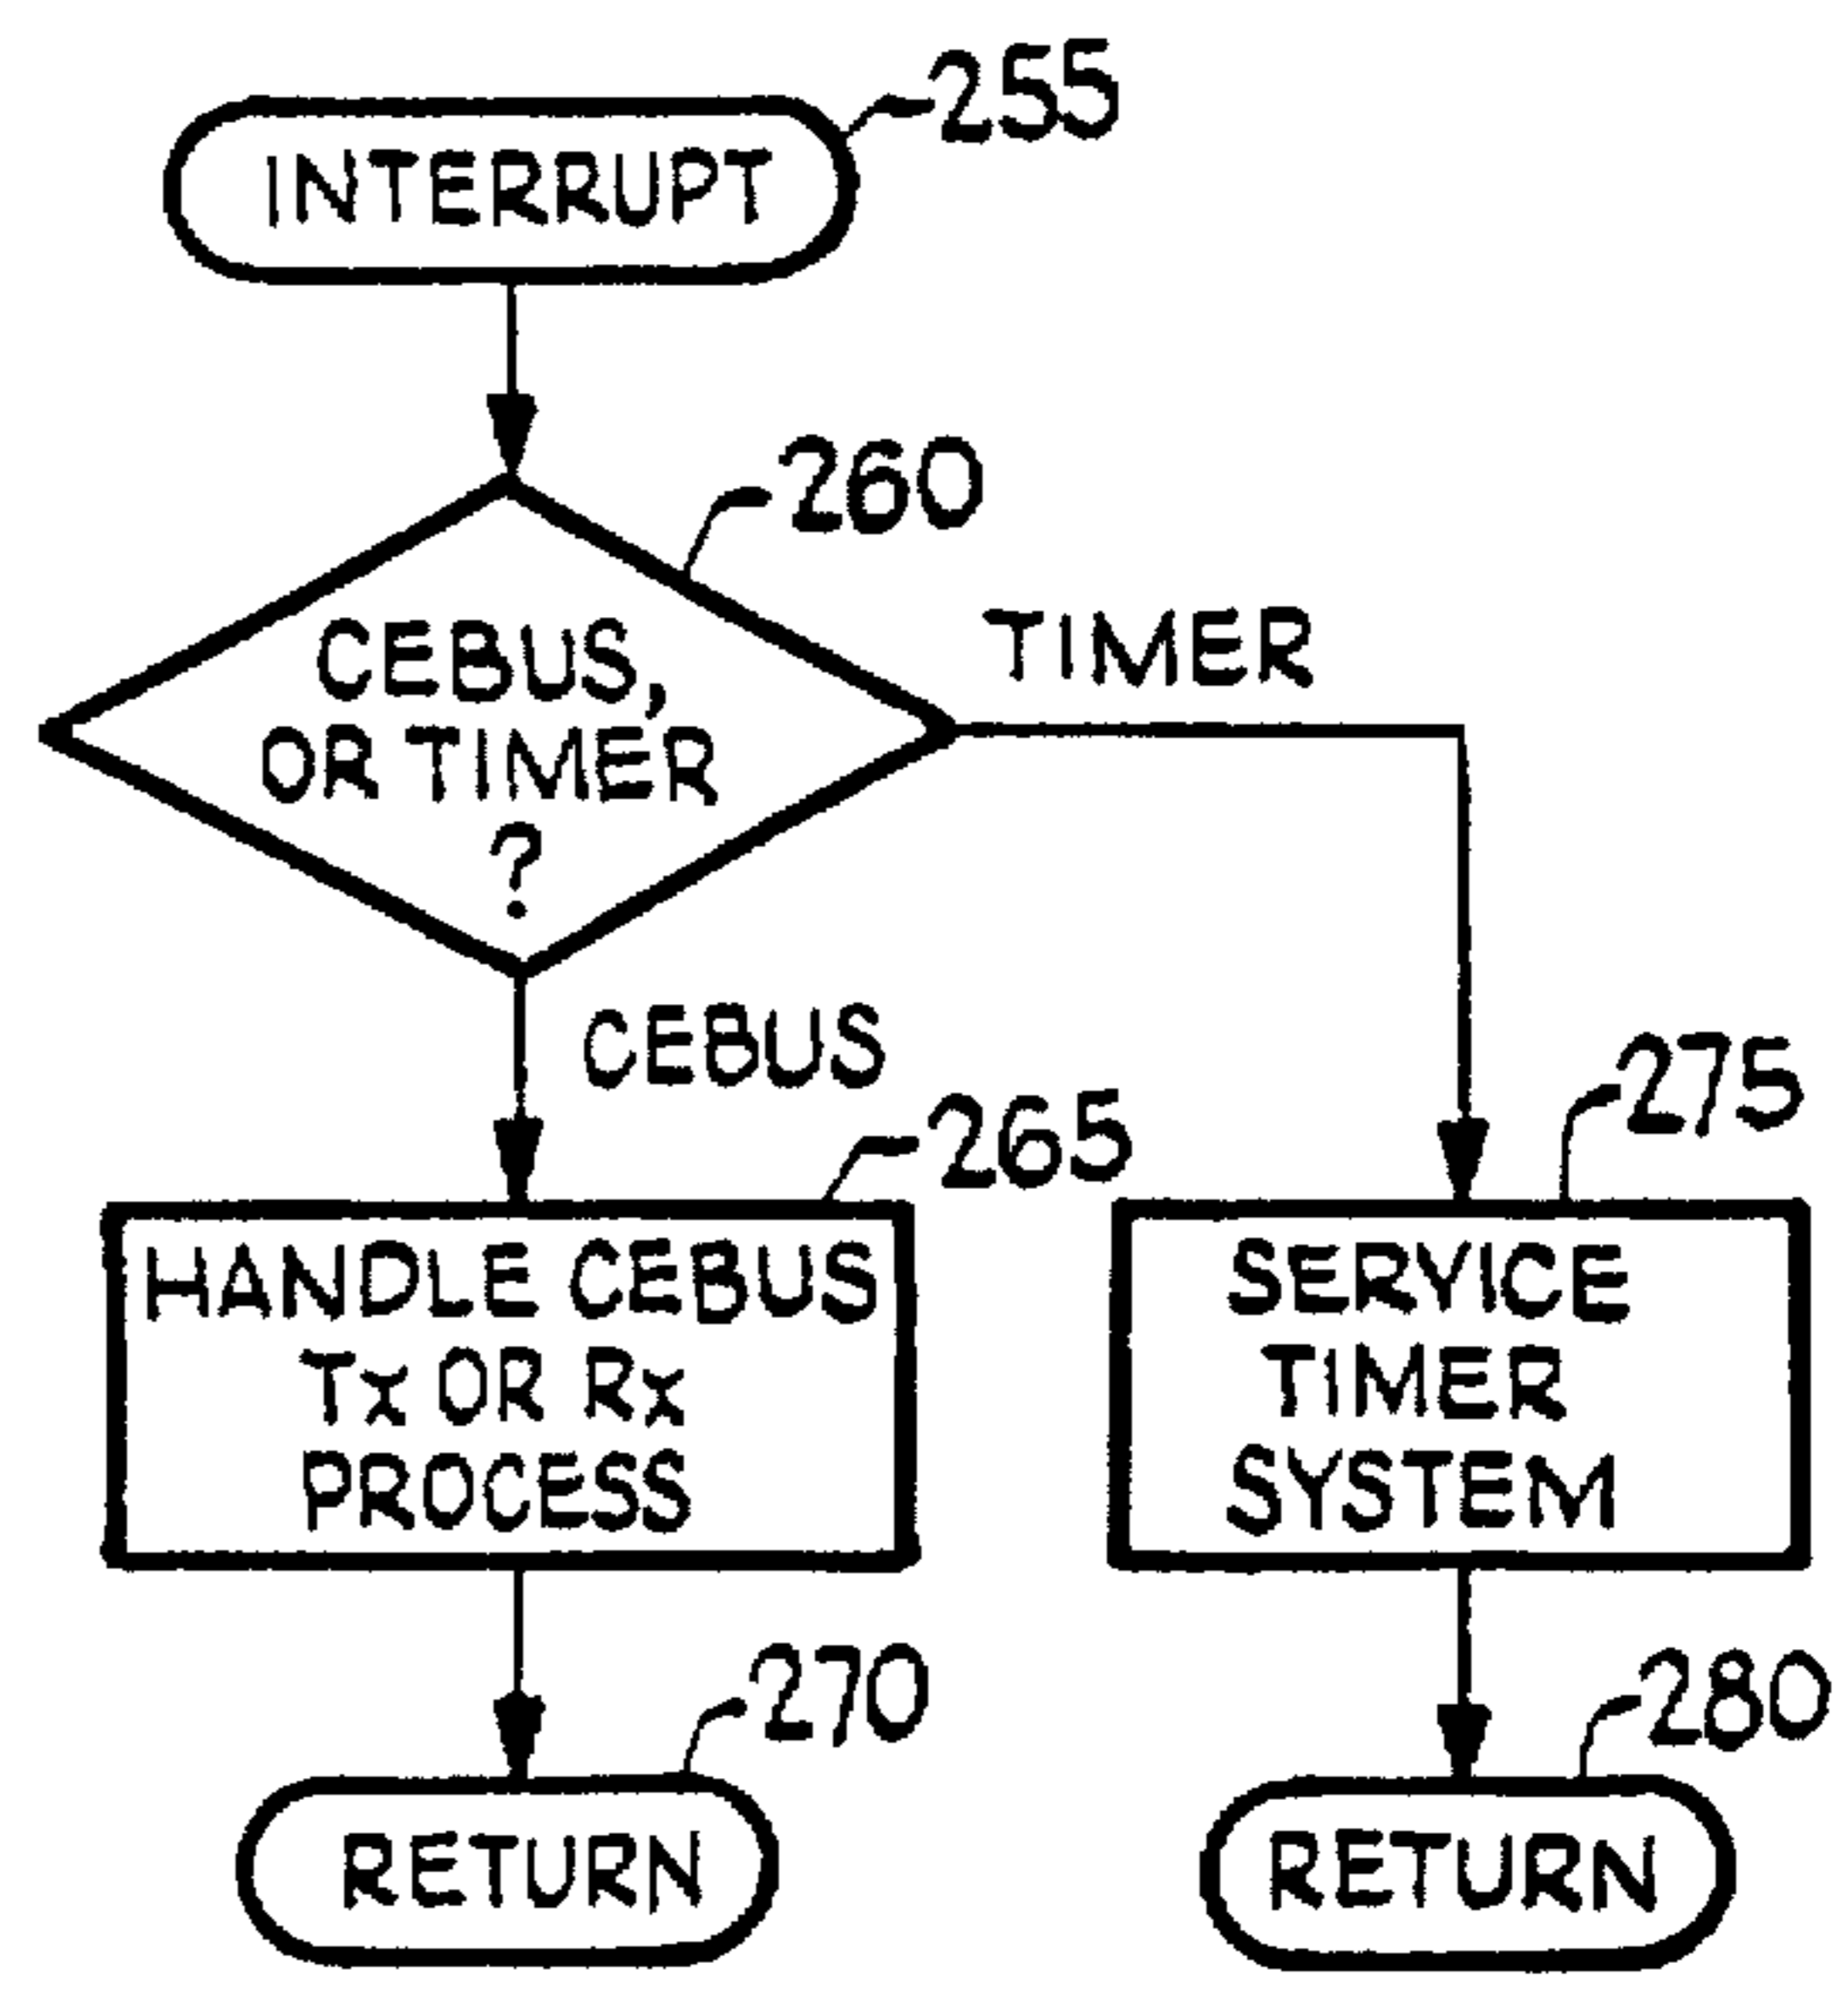 255
INTERRUPT
260
CEBUS,
OR TIMER
?
TIMER
CEBUS
265
275
HANDLE CEBUS
Tx OR Rx
PROCESS
SERVICE
TIMER
SYSTEM
270
280
RETURN
RETURN